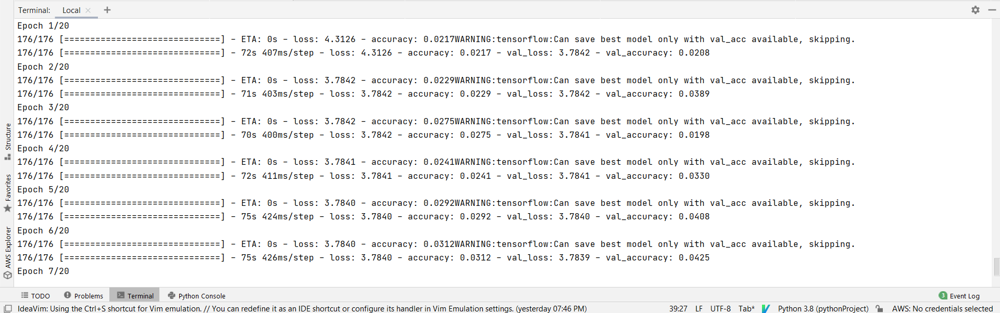 Terminal: Local × +
Epoch 1/20
176/176 [==============================] - ETA: 0s - loss: 4.3126 - accuracy: 0.0217WARNING:tensorflow:Can save best model only with val_acc available, skipping.
176/176 [==============================] - 72s 407ms/step - loss: 4.3126 - accuracy: 0.0217 - val_loss: 3.7842 - val_accuracy: 0.0208
Epoch 2/20
176/176 [==============================] - ETA: 0s - loss: 3.7842 - accuracy: 0.0229WARNING:tensorflow:Can save best model only with val_acc available, skipping.
176/176 [==============================] - 71s 403ms/step - loss: 3.7842 - accuracy: 0.0229 - val_loss: 3.7842 - val_accuracy: 0.0389
Epoch 3/20
176/176 [==============================] - ETA: 0s - loss: 3.7842 - accuracy: 0.0275WARNING:tensorflow:Can save best model only with val_acc available, skipping.
176/176 [==============================] - 70s 400ms/step - loss: 3.7842 - accuracy: 0.0275 - val_loss: 3.7841 - val_accuracy: 0.0198
Epoch 4/20
176/176 [==============================] - ETA: 0s - loss: 3.7841 - accuracy: 0.0241WARNING:tensorflow:Can save best model only with val_acc available, skipping.
176/176 [==============================] - 72s 411ms/step - loss: 3.7841 - accuracy: 0.0241 - val_loss: 3.7841 - val_accuracy: 0.0330
Epoch 5/20
176/176 [==============================] - ETA: 0s - loss: 3.7840 - accuracy: 0.0292WARNING:tensorflow:Can save best model only with val_acc available, skipping.
176/176 [==============================] - 75s 424ms/step - loss: 3.7840 - accuracy: 0.0292 - val_loss: 3.7840 - val_accuracy: 0.0408
Epoch 6/20
176/176 [==============================] - ETA: 0s - loss: 3.7840 - accuracy: 0.0312WARNING:tensorflow:Can save best model only with val_acc available, skipping.
176/176 [==============================] - 75s 426ms/step - loss: 3.7840 - accuracy: 0.0312 - val_loss: 3.7839 - val_accuracy: 0.0425
Epoch 7/20
Structure
Favorites
AWS Explorer
TODO Problems Terminal Python Console 3 Event Log
IdeaVim: Using the Ctrl+S shortcut for Vim emulation. // You can redefine it as an IDE shortcut or configure its handler in Vim Emulation settings. (yesterday 07:46 PM) 39:27 LF UTF-8 Tab* Python 3.8 (pythonProject) AWS: No credentials selected